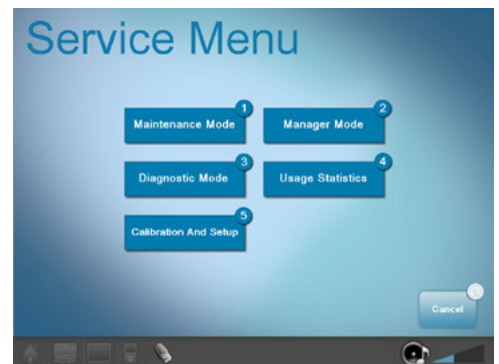 Service Menu
1
Maintenance Mode
2
Manager Mode
3
Diagnostic Mode
4
Usage Statistics
5
Calibration And Setup
Cancel